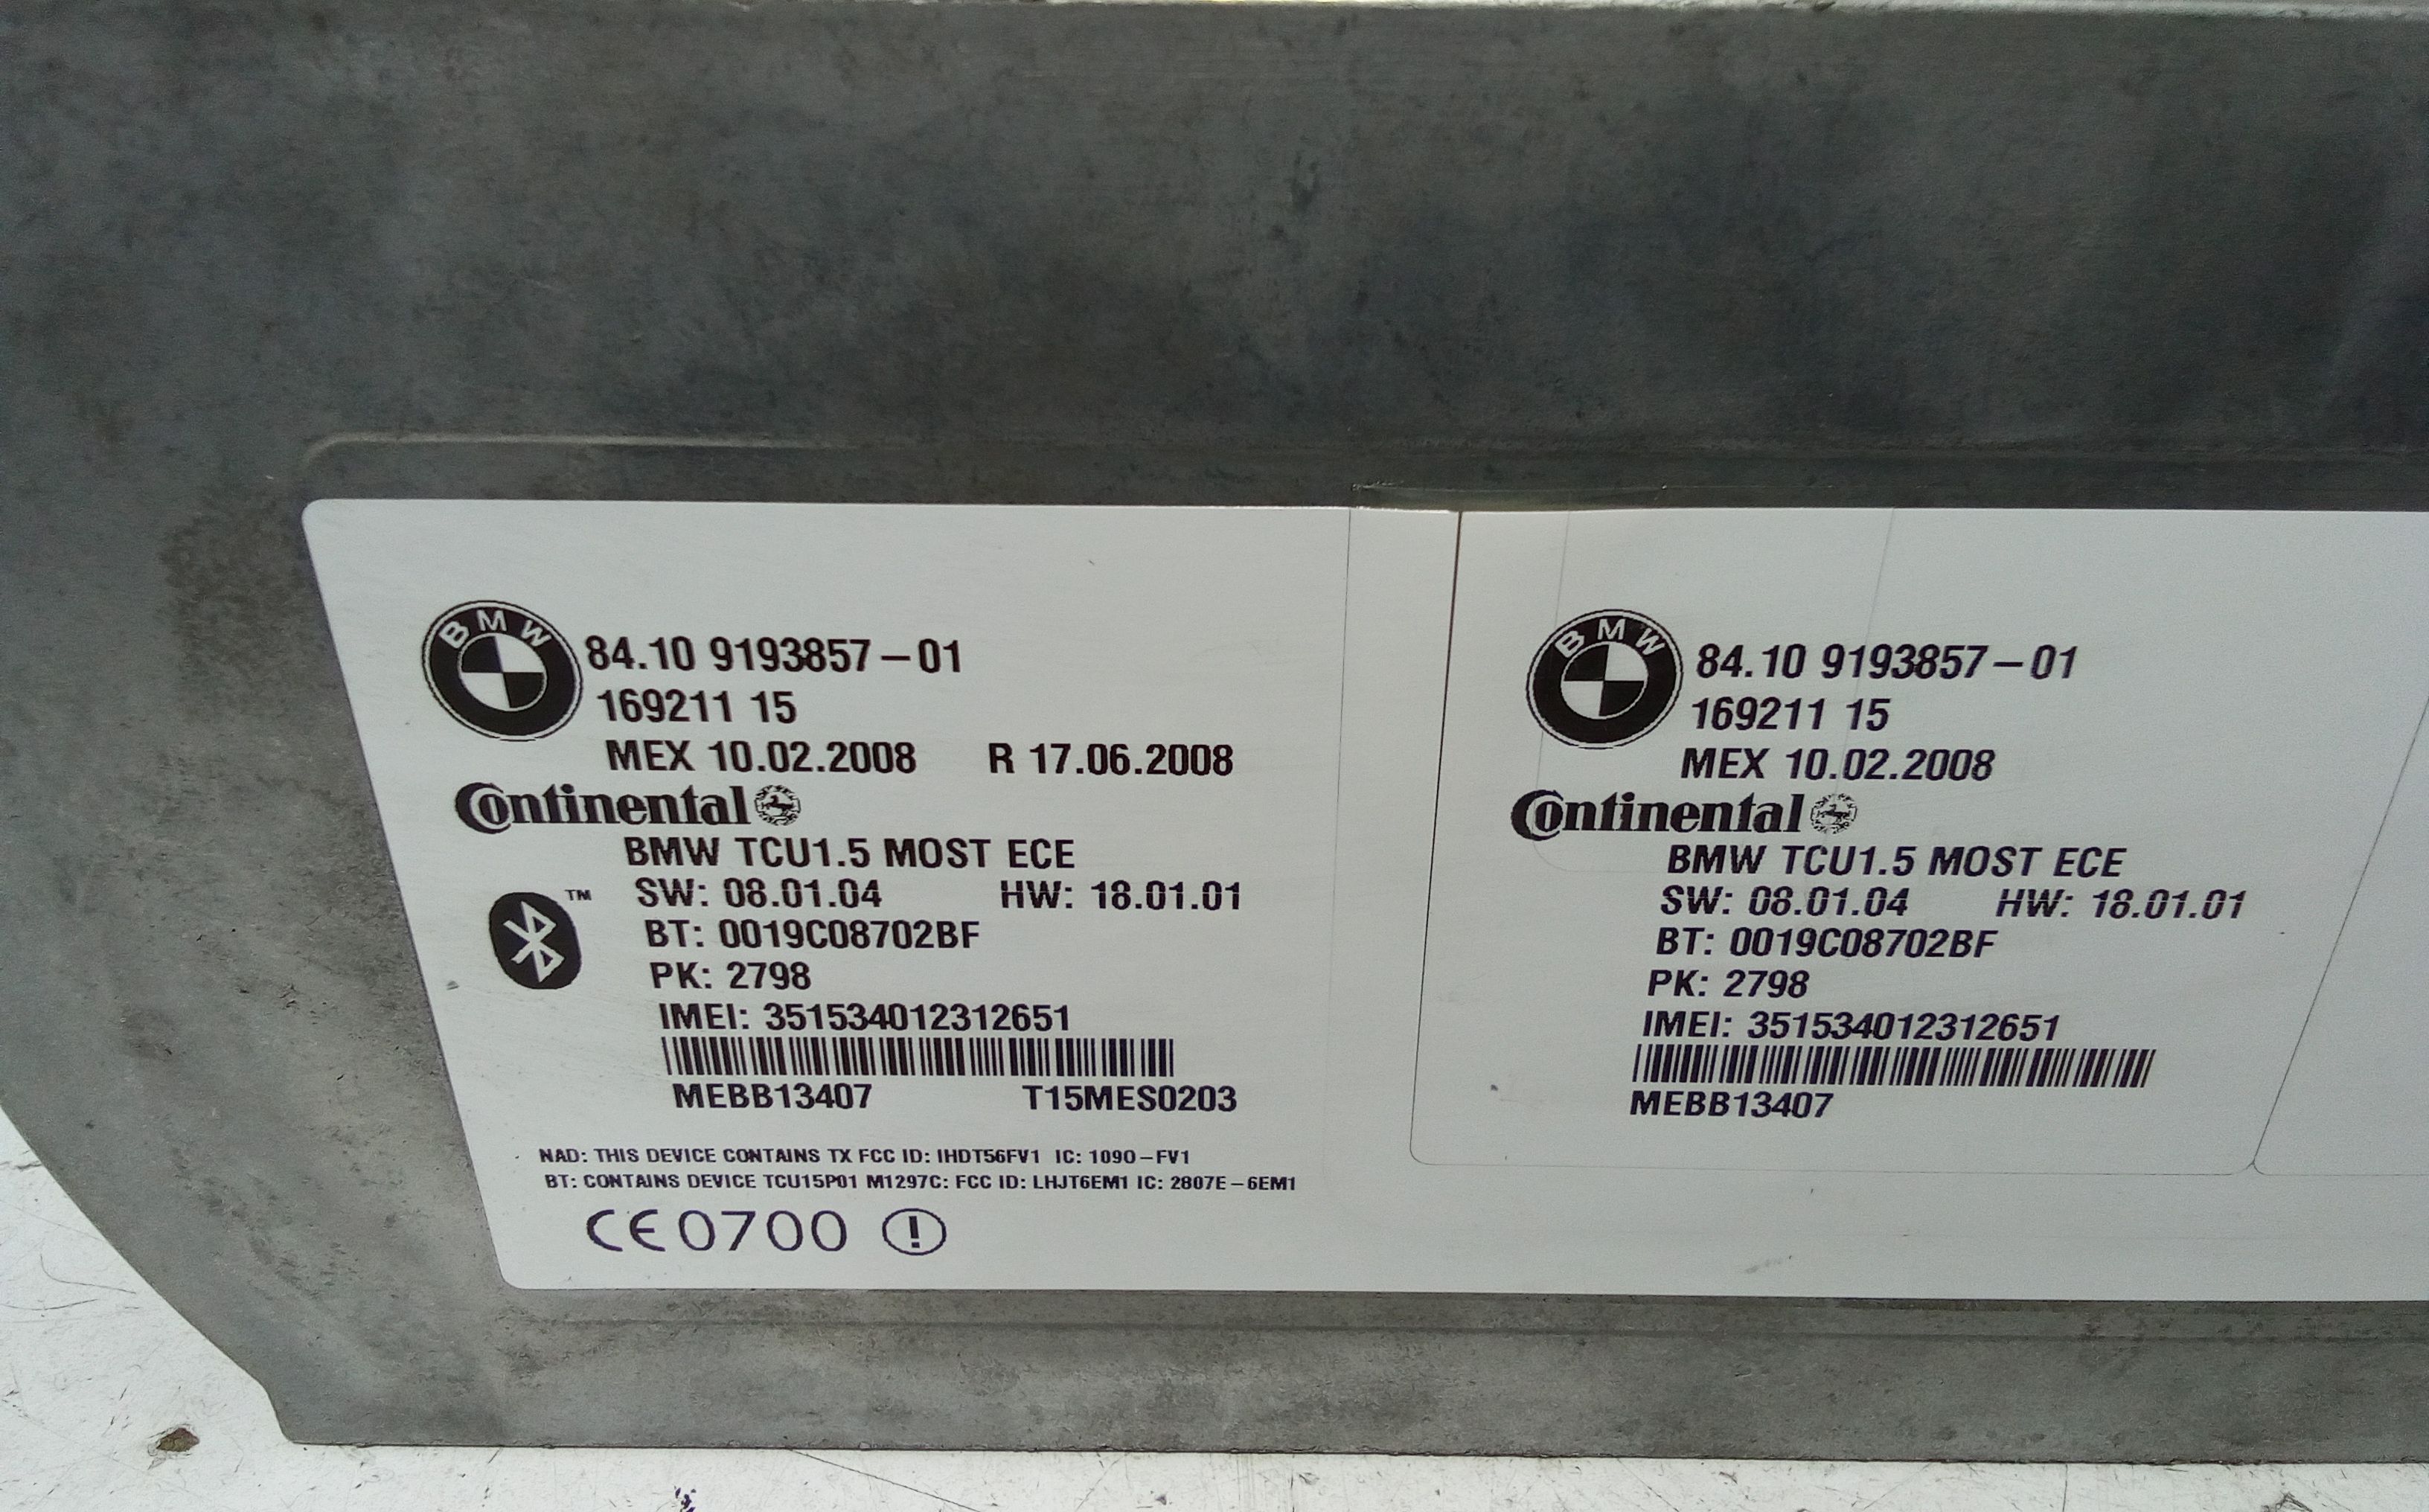 BMW
84.10 9193857-01
169211 15
MEX 10.02.2008 R 17.06.2008
Continental
BMW TCU1.5 MOST ECE
™ SW: 08.01.04 HW: 18.01.01
BT: 0019C08702BF
PK: 2798
IMEI: 351534012312651
MEBB13407 T15MES0203
NAD: THIS DEVICE CONTAINS TX FCC ID: IHDT56FV1 IC: 1090-FV1
BT: CONTAINS DEVICE TCU15P01 M1297C: FCC ID: LHJT6EM1 IC: 2807E-6EM1
CE0700 !
BMW
84.10 9193857-01
169211 15
MEX 10.02.2008
Continental
BMW TCU1.5 MOST ECE
SW: 08.01.04 HW: 18.01.01
BT: 0019C08702BF
PK: 2798
IMEI: 351534012312651
MEBB13407